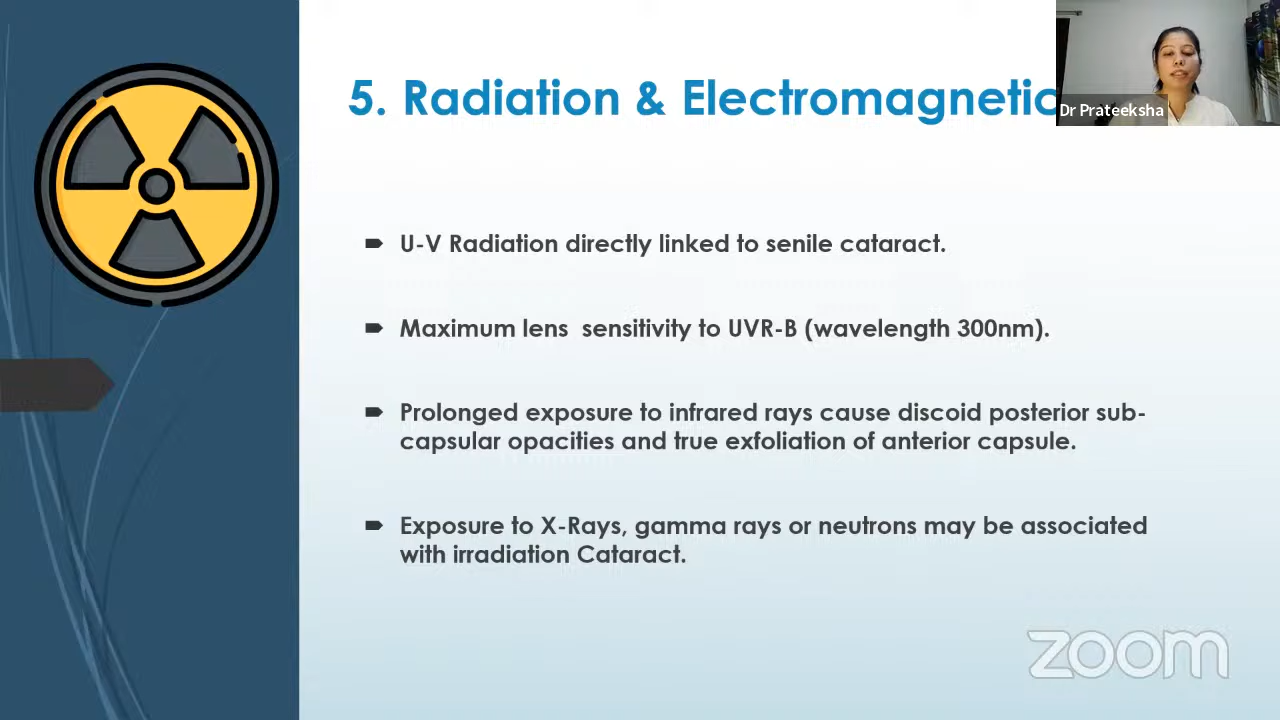 5. Radiation & Electromagnetic
Dr Prateeksha
U-V Radiation directly linked to senile cataract.
Maximum lens sensitivity to UVR-B (wavelength 300nm).
Prolonged exposure to infrared rays cause discoid posterior sub-
capsular opacities and true exfoliation of anterior capsule.
Exposure to X-Rays, gamma rays or neutrons may be associated
with irradiation Cataract.
zoom